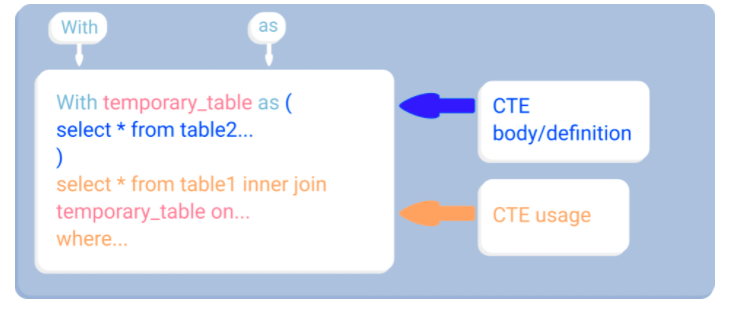 With
as
With temporary_table as (
select * from table2...
)
select * from table1 inner join
temporary_table on...
where...
CTE
body/definition
CTE usage